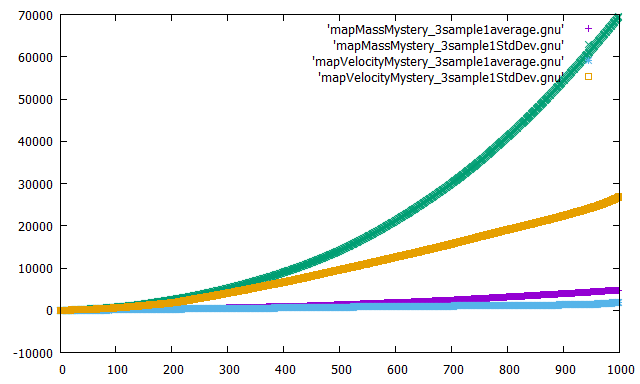 70000
60000
50000
40000
30000
20000
10000
0
-10000
'mapMassMystery_3sample1average.gnu'
'mapMassMystery_3sample1StdDev.gnu'
'mapVelocityMystery_3sample1average.gnu'
'mapVelocityMystery_3sample1StdDev.gnu'
0 100 200 300 400 500 600 700 800 900 1000